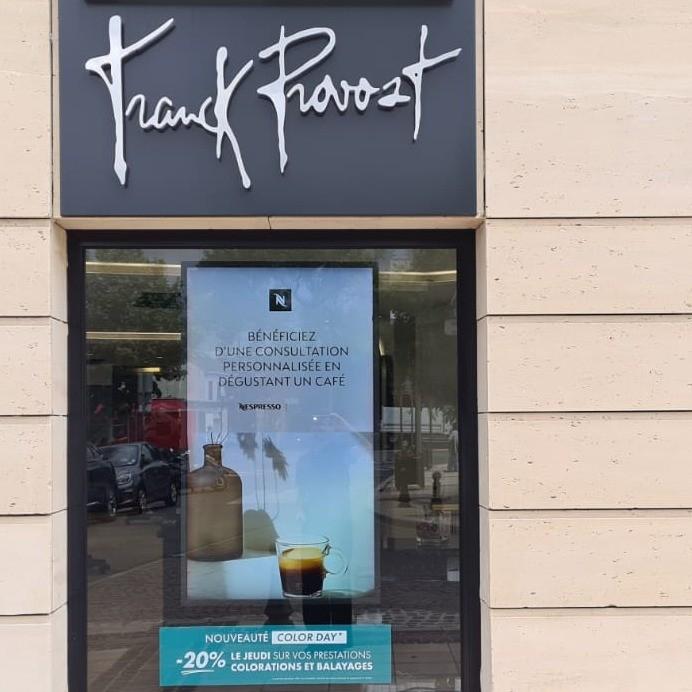 Franck Provost
N
BÉNÉFICIEZ
D'UNE CONSULTATION
PERSONNALISÉE EN
DÉGUSTANT UN CAFÉ
NESPRESSO
NOUVEAUTÉ COLOR DAY*
-20% LE JEUDI SUR VOS PRESTATIONS
COLORATIONS ET BALAYAGES